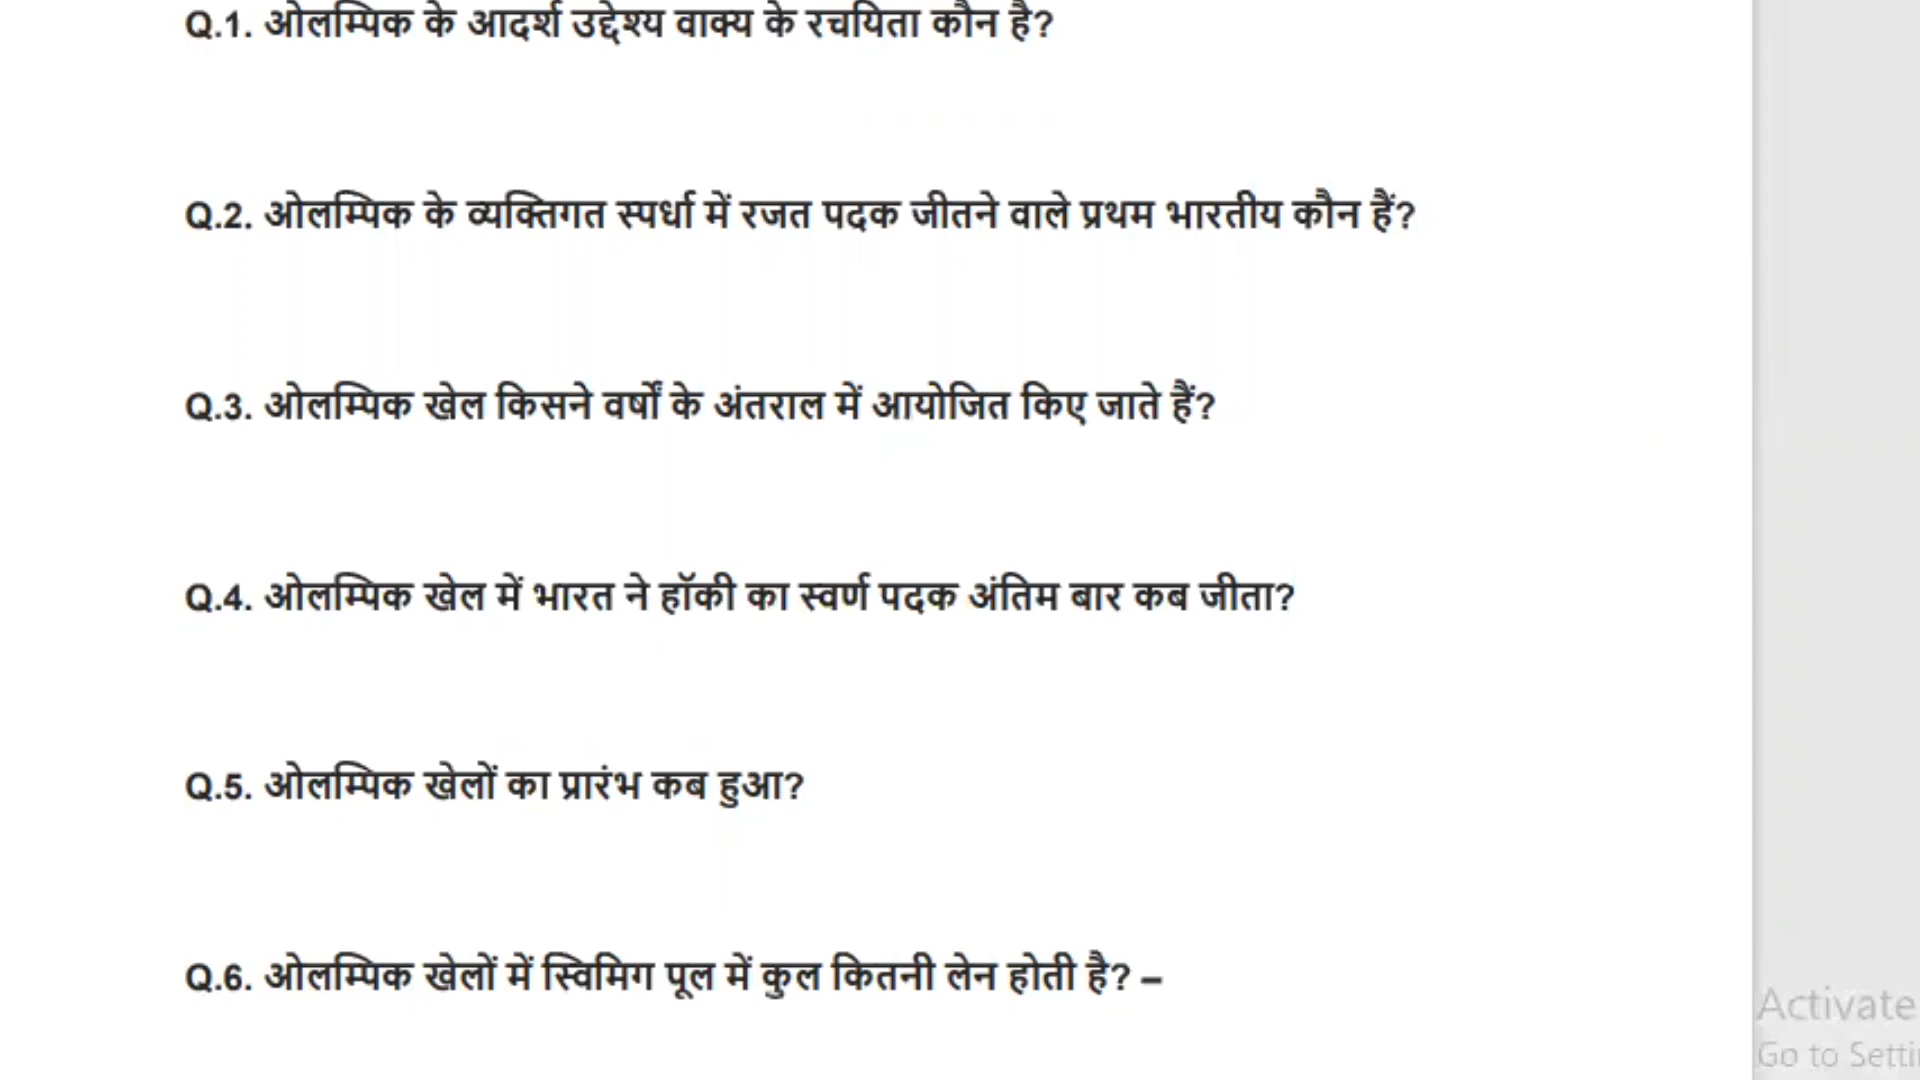 Q.1. ओलम्पिक के आदर्श उद्देश्य वाक्य के रचयिता कौन है?
Q.2. ओलम्पिक के व्यक्तिगत स्पर्धा में रजत पदक जीतने वाले प्रथम भारतीय कौन हैं?
Q.3. ओलम्पिक खेल किसने वर्षों के अंतराल में आयोजित किए जाते हैं?
Q.4. ओलम्पिक खेल में भारत ने हॉकी का स्वर्ण पदक अंतिम बार कब जीता?
Q.5. ओलम्पिक खेलों का प्रारंभ कब हुआ?
Q.6. ओलम्पिक खेलों में स्विमिग पूल में कुल कितनी लेन होती है? –
Activate
Go to Setti